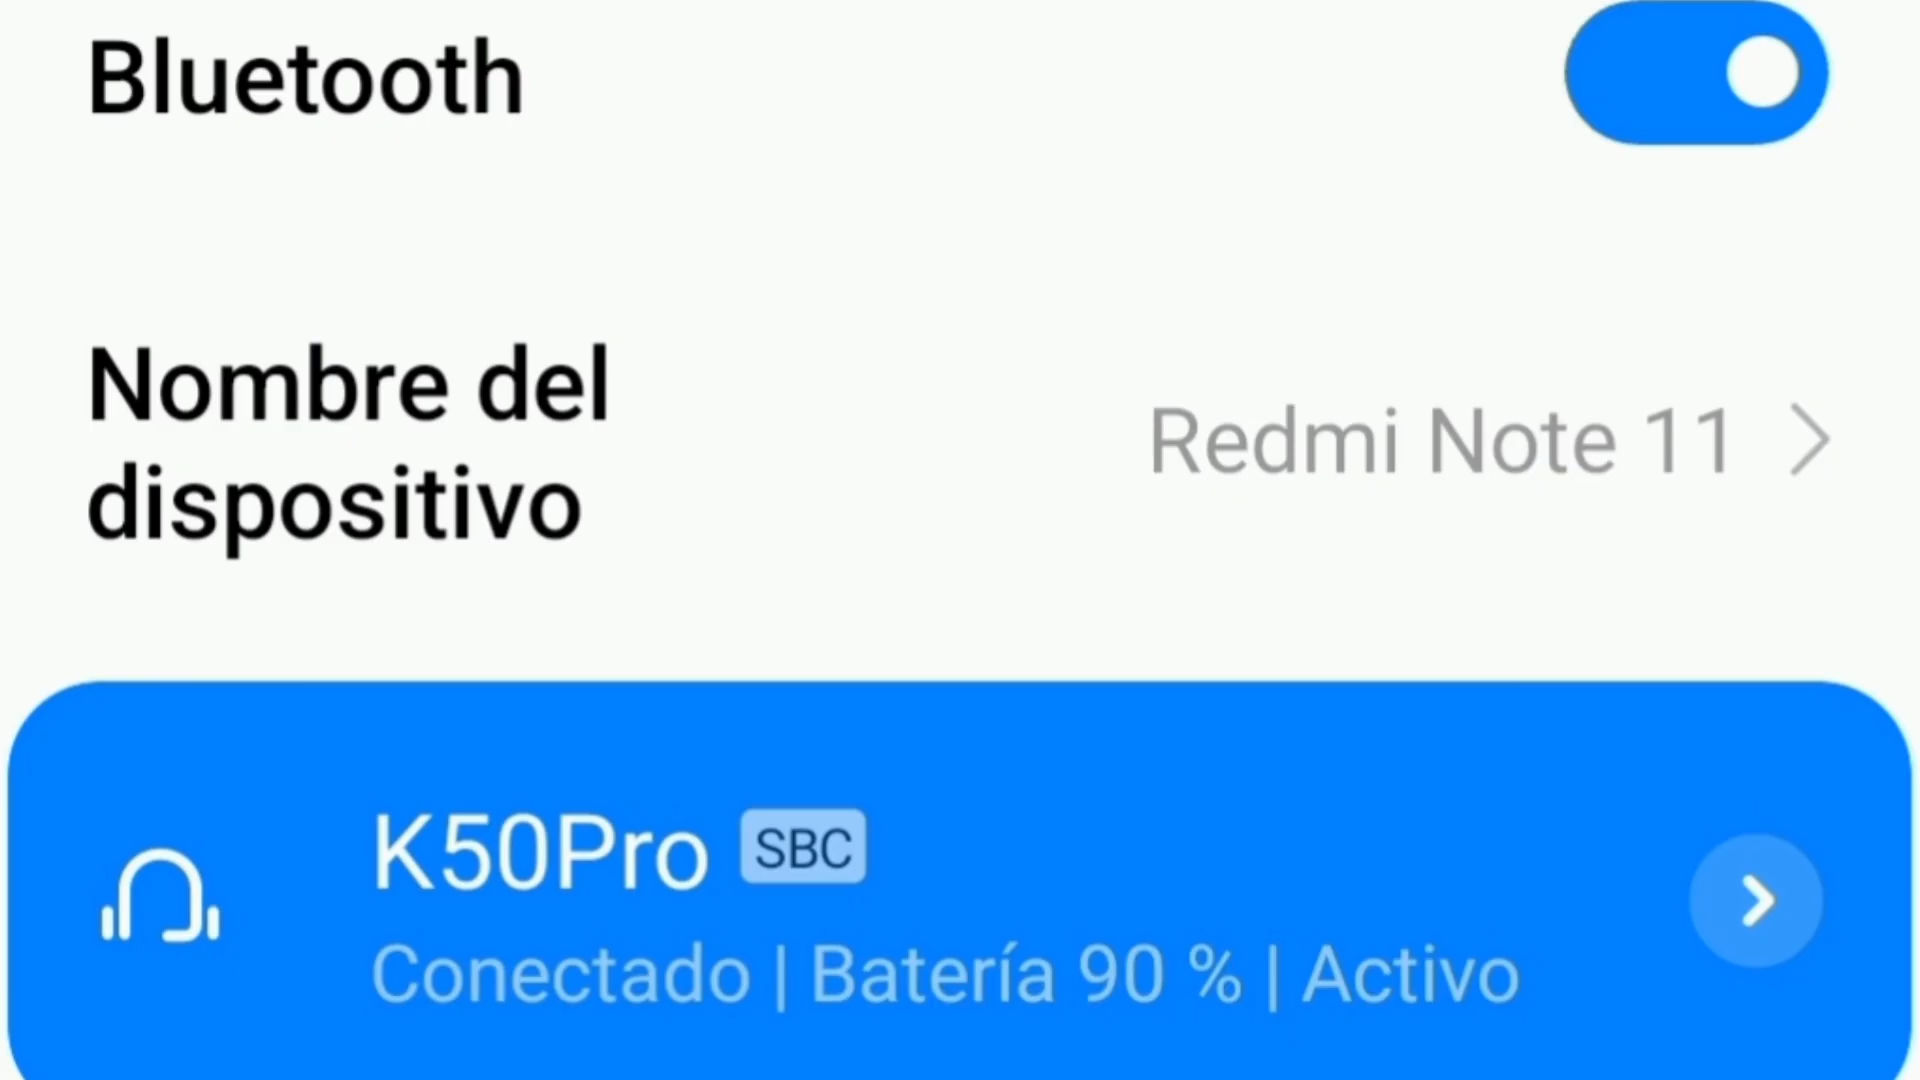 Bluetooth
Nombre del
dispositivo
Redmi Note 11
K50Pro SBC
Conectado | Batería 90 % | Activo